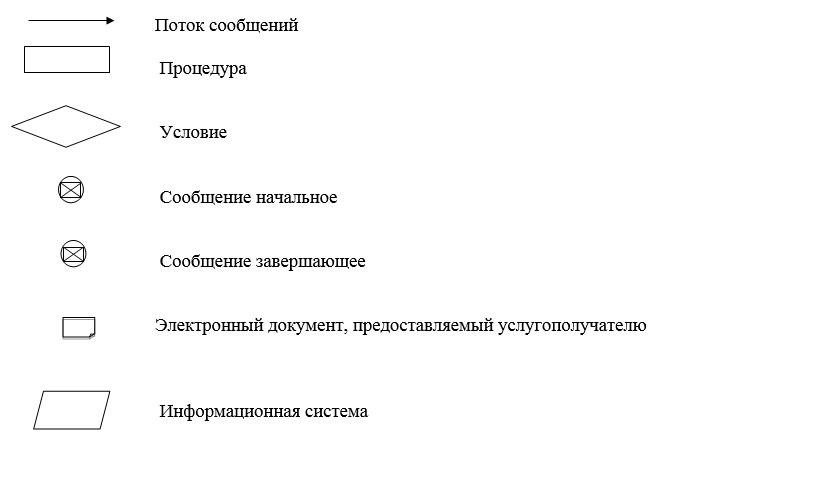 Поток сообщений
Процедура
Условие
Сообщение начальное
Сообщение завершающее
Электронный документ, предоставляемый услугополучателю
Информационная система